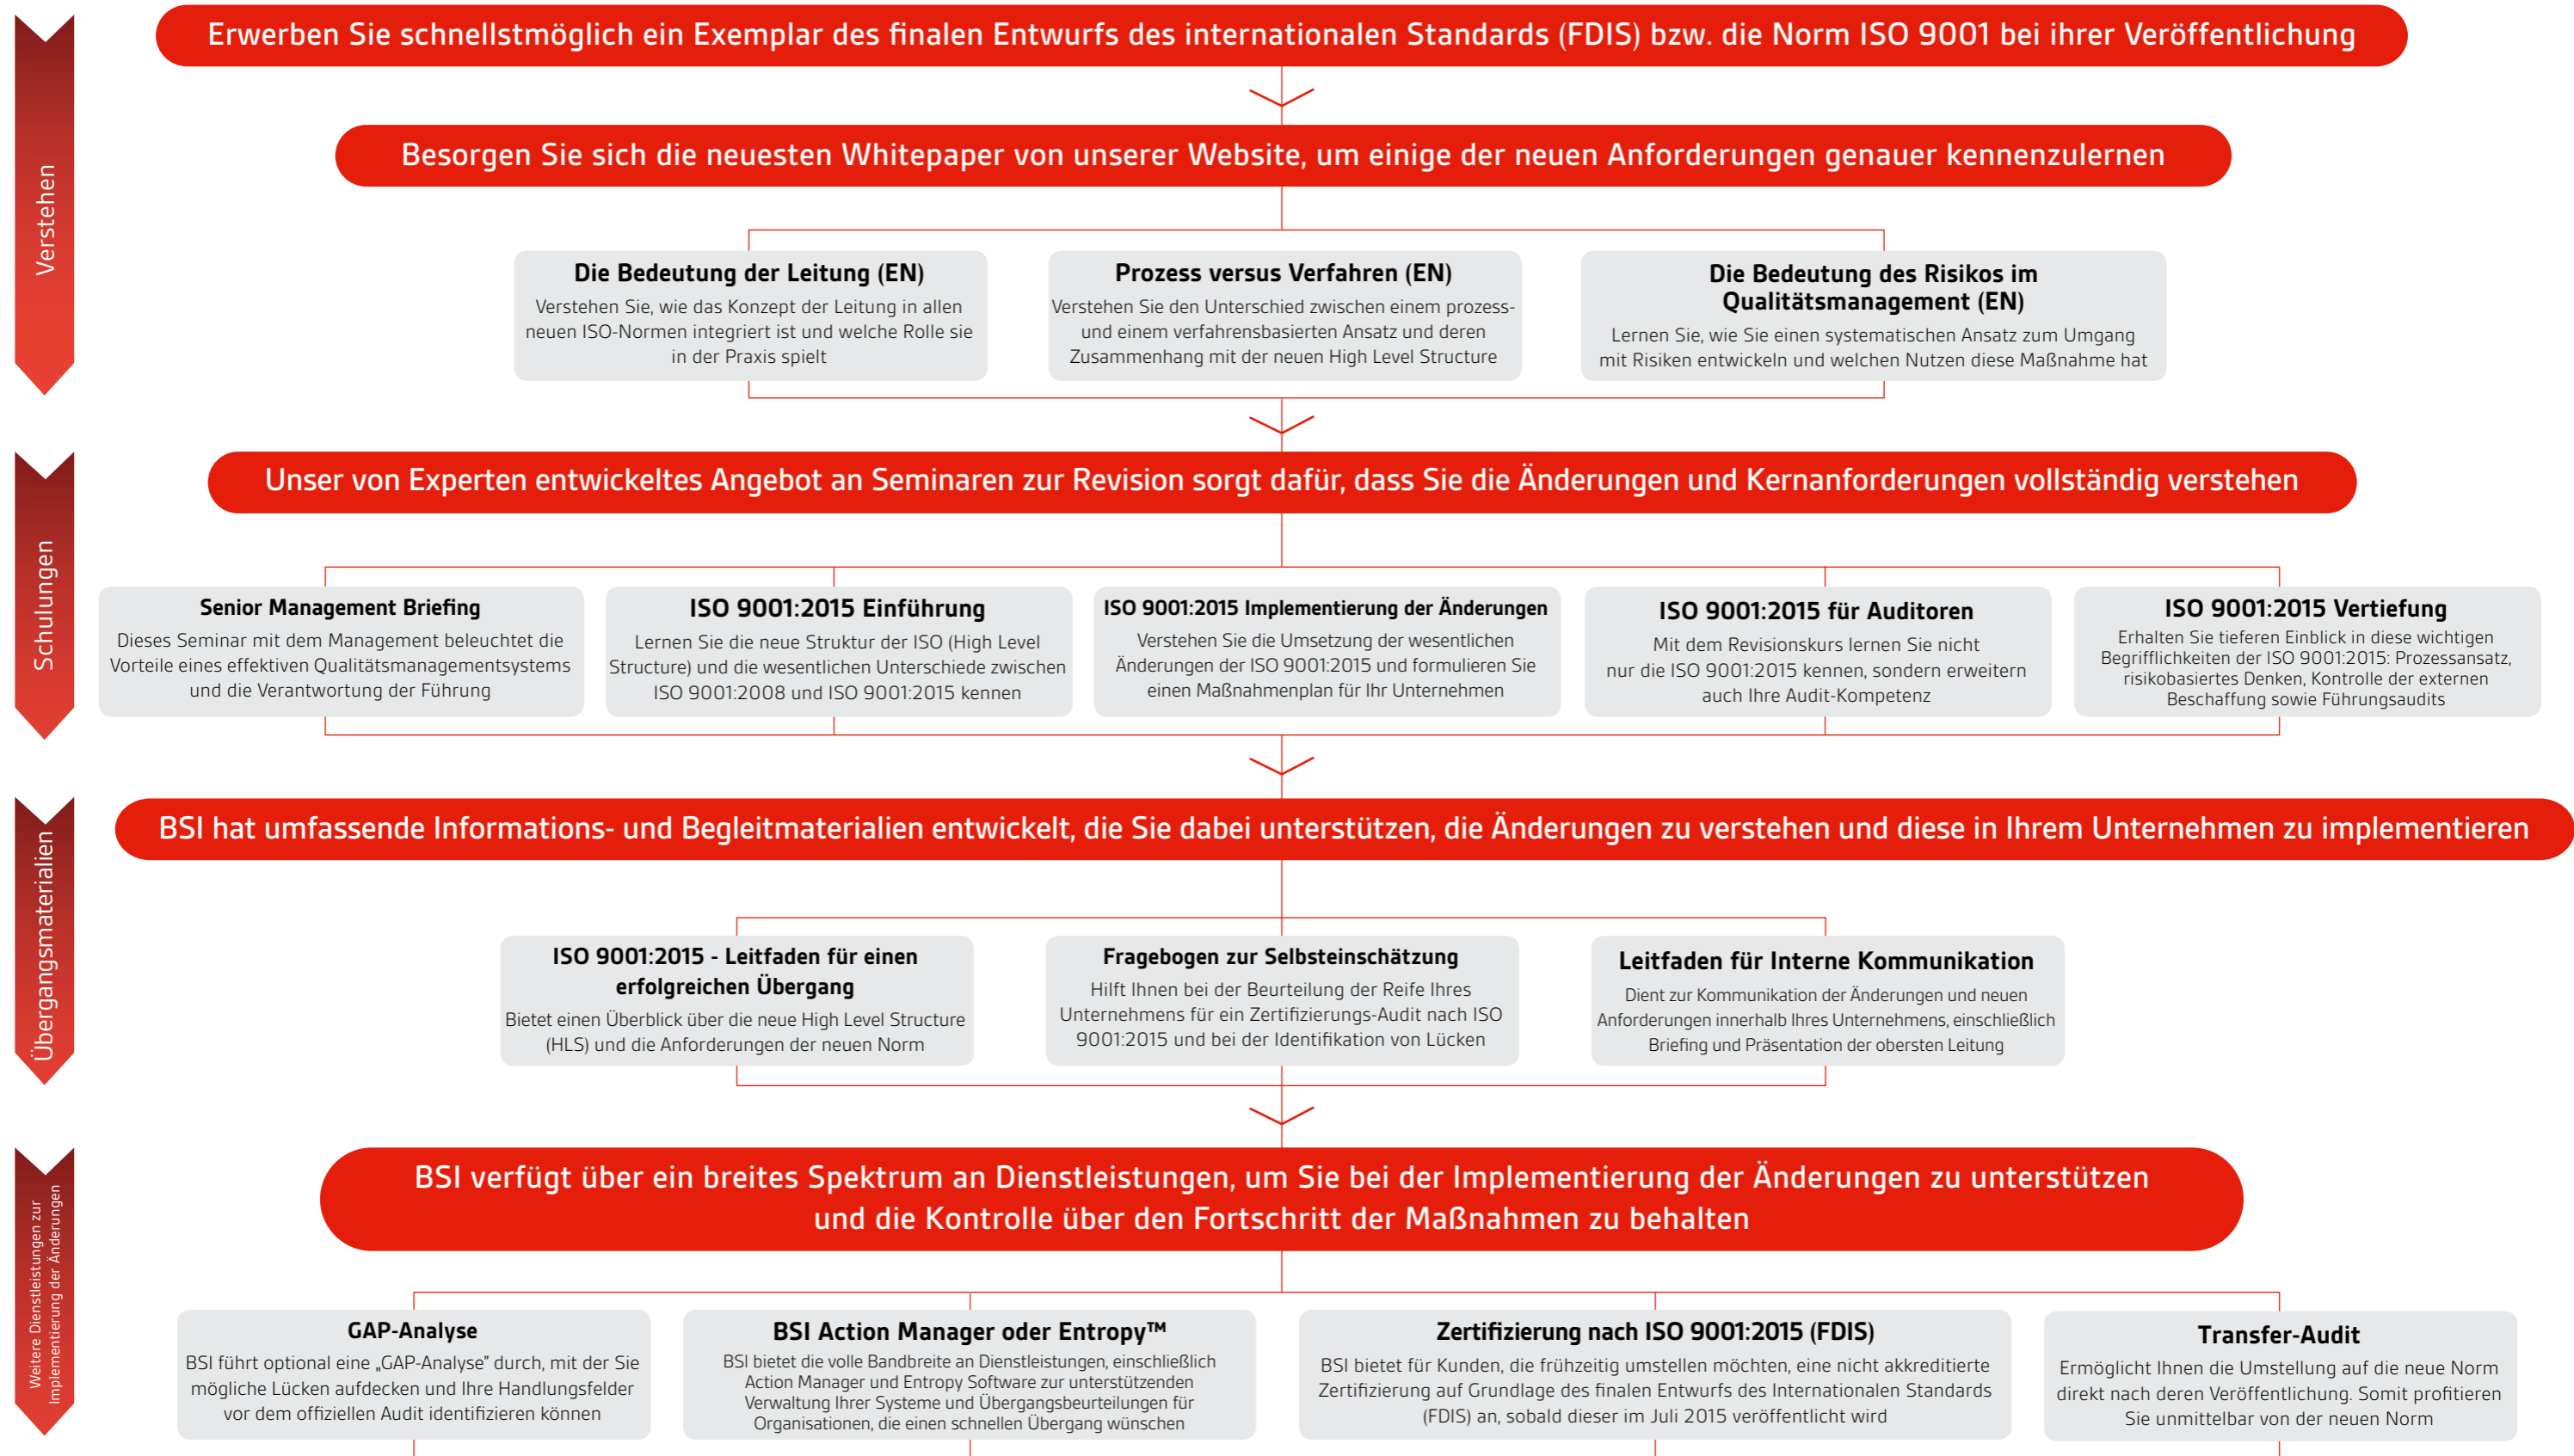 Erwerben Sie schnellstmöglich ein Exemplar des finalen Entwurfs des internationalen Standards (FDIS) bzw. die Norm ISO 9001 bei ihrer Veröffentlichung
Verstehen
Besorgen Sie sich die neuesten Whitepaper von unserer Website, um einige der neuen Anforderungen genauer kennenzulernen
Die Bedeutung der Leitung (EN)
Verstehen Sie, wie das Konzept der Leitung in allen
neuen ISO-Normen integriert ist und welche Rolle sie
in der Praxis spielt
Prozess versus Verfahren (EN)
Verstehen Sie den Unterschied zwischen einem prozess-
und einem verfahrensbasierten Ansatz und deren
Zusammenhang mit der neuen High Level Structure
Die Bedeutung des Risikos im
Qualitätsmanagement (EN)
Lernen Sie, wie Sie einen systematischen Ansatz zum Umgang
mit Risiken entwickeln und welchen Nutzen diese Maßnahme hat
Schulungen
Unser von Experten entwickeltes Angebot an Seminaren zur Revision sorgt dafür, dass Sie die Änderungen und Kernanforderungen vollständig verstehen
Senior Management Briefing
Dieses Seminar mit dem Management beleuchtet die
Vorteile eines effektiven Qualitätsmanagementsystems
und die Verantwortung der Führung
ISO 9001:2015 Einführung
Lernen Sie die neue Struktur der ISO (High Level
Structure) und die wesentlichen Unterschiede zwischen
ISO 9001:2008 und ISO 9001:2015 kennen
ISO 9001:2015 Implementierung der Änderungen
Verstehen Sie die Umsetzung der wesentlichen
Änderungen der ISO 9001:2015 und formulieren Sie
einen Maßnahmenplan für Ihr Unternehmen
ISO 9001:2015 für Auditoren
Mit dem Revisionskurs lernen Sie nicht
nur die ISO 9001:2015 kennen, sondern erweitern
auch Ihre Audit-Kompetenz
ISO 9001:2015 Vertiefung
Erhalten Sie tieferen Einblick in diese wichtigen
Begrifflichkeiten der ISO 9001:2015: Prozessansatz,
risikobasiertes Denken, Kontrolle der externen
Beschaffung sowie Führungsaudits
Übergangsmaterialien
BSI hat umfassende Informations- und Begleitmaterialien entwickelt, die Sie dabei unterstützen, die Änderungen zu verstehen und diese in Ihrem Unternehmen zu implementieren
ISO 9001:2015 - Leitfaden für einen
erfolgreichen Übergang
Bietet einen Überblick über die neue High Level Structure
(HLS) und die Anforderungen der neuen Norm
Fragebogen zur Selbsteinschätzung
Hilft Ihnen bei der Beurteilung der Reife Ihres
Unternehmens für ein Zertifizierungs-Audit nach ISO
9001:2015 und bei der Identifikation von Lücken
Leitfaden für Interne Kommunikation
Dient zur Kommunikation der Änderungen und neuen
Anforderungen innerhalb Ihres Unternehmens, einschließlich
Briefing und Präsentation der obersten Leitung
Weitere Dienstleistungen zur
Implementierung der Änderungen
BSI verfügt über ein breites Spektrum an Dienstleistungen, um Sie bei der Implementierung der Änderungen zu unterstützen
und die Kontrolle über den Fortschritt der Maßnahmen zu behalten
GAP-Analyse
BSI führt optional eine „GAP-Analyse” durch, mit der Sie
mögliche Lücken aufdecken und Ihre Handlungsfelder
vor dem offiziellen Audit identifizieren können
BSI Action Manager oder Entropy™
BSI bietet die volle Bandbreite an Dienstleistungen, einschließlich
Action Manager und Entropy Software zur unterstützenden
Verwaltung Ihrer Systeme und Übergangsbeurteilungen für
Organisationen, die einen schnellen Übergang wünschen
Zertifizierung nach ISO 9001:2015 (FDIS)
BSI bietet für Kunden, die frühzeitig umstellen möchten, eine nicht akkreditierte
Zertifizierung auf Grundlage des finalen Entwurfs des Internationalen Standards
(FDIS) an, sobald dieser im Juli 2015 veröffentlicht wird
Transfer-Audit
Ermöglicht Ihnen die Umstellung auf die neue Norm
direkt nach deren Veröffentlichung. Somit profitieren
Sie unmittelbar von der neuen Norm